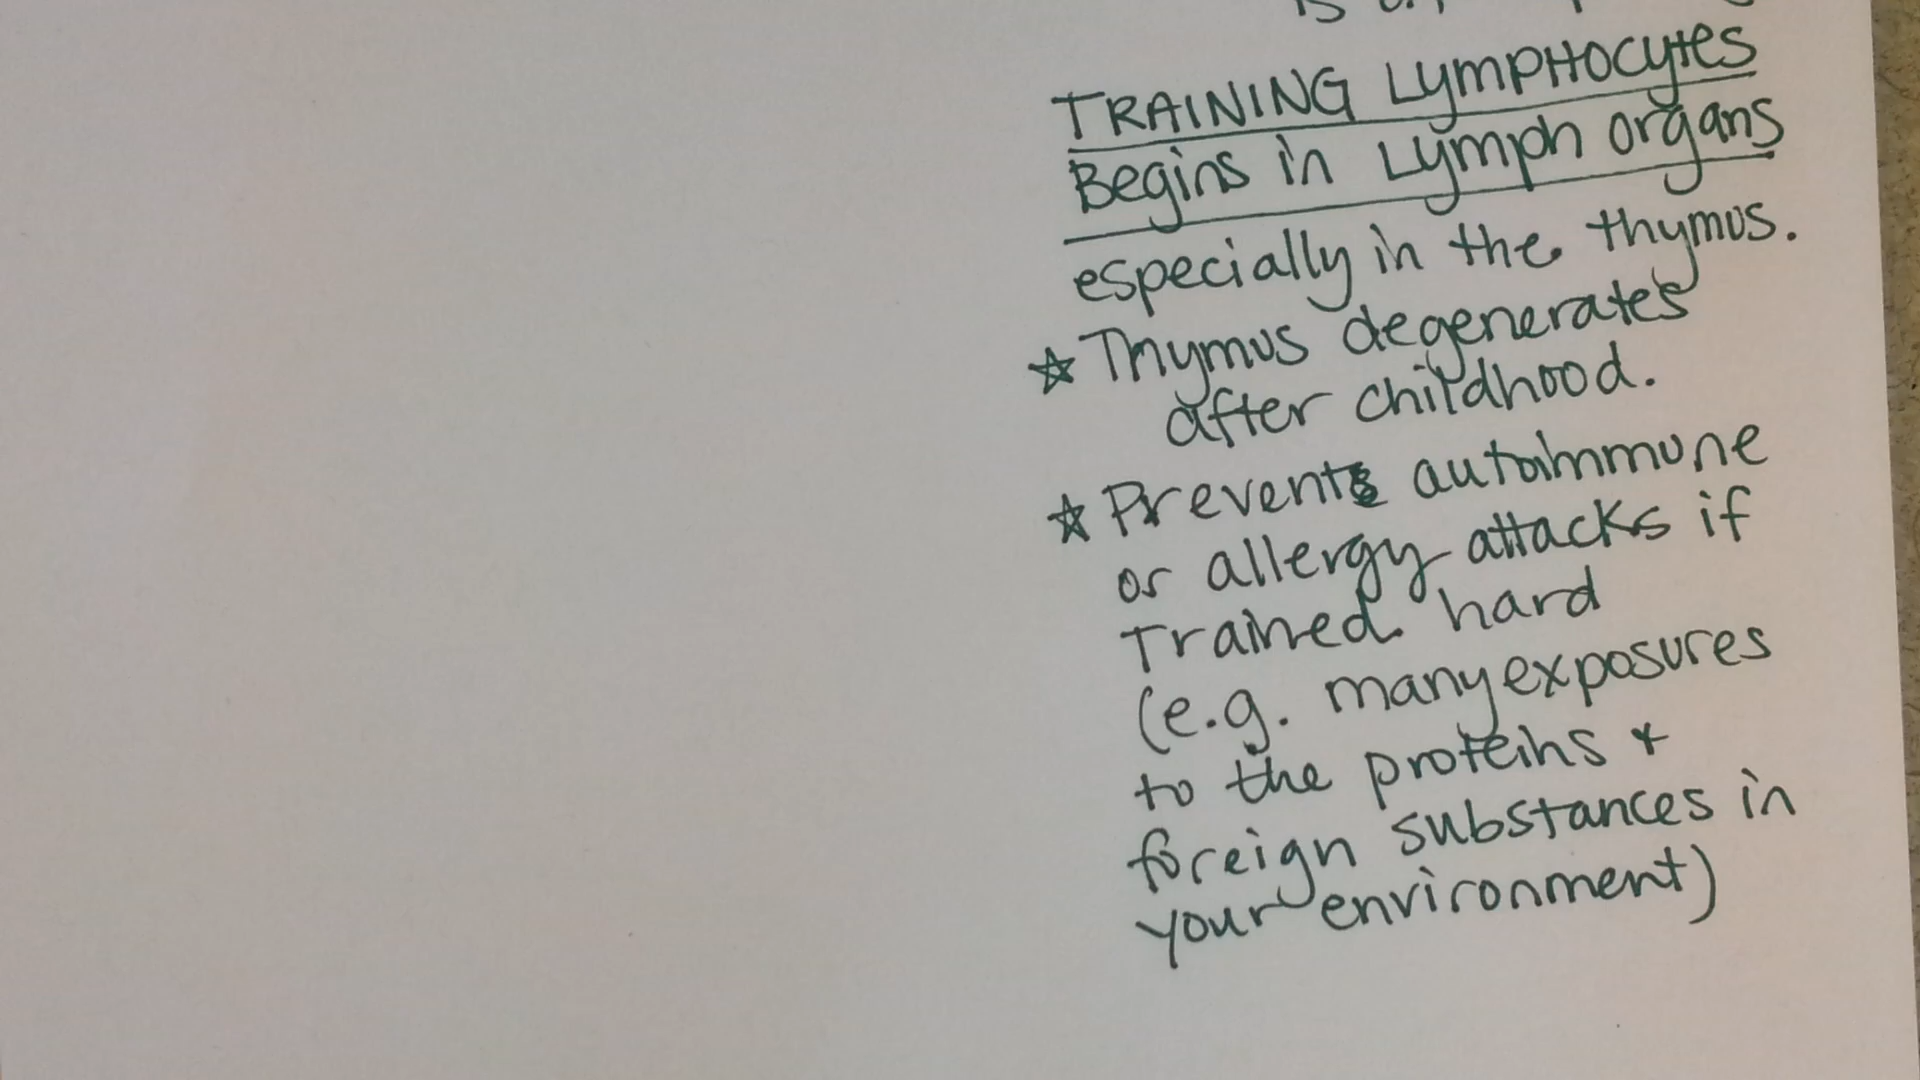 TRAINING LYMPHOCYTES
Begins in Lymph organs
especially in the thymus.
☆ Thymus degenerates
after childhood.
☆ Prevents autoimmune
or allergy attacks if
Trained hard
(e.g. many exposures
to the proteins &
foreign substances in
your environment)